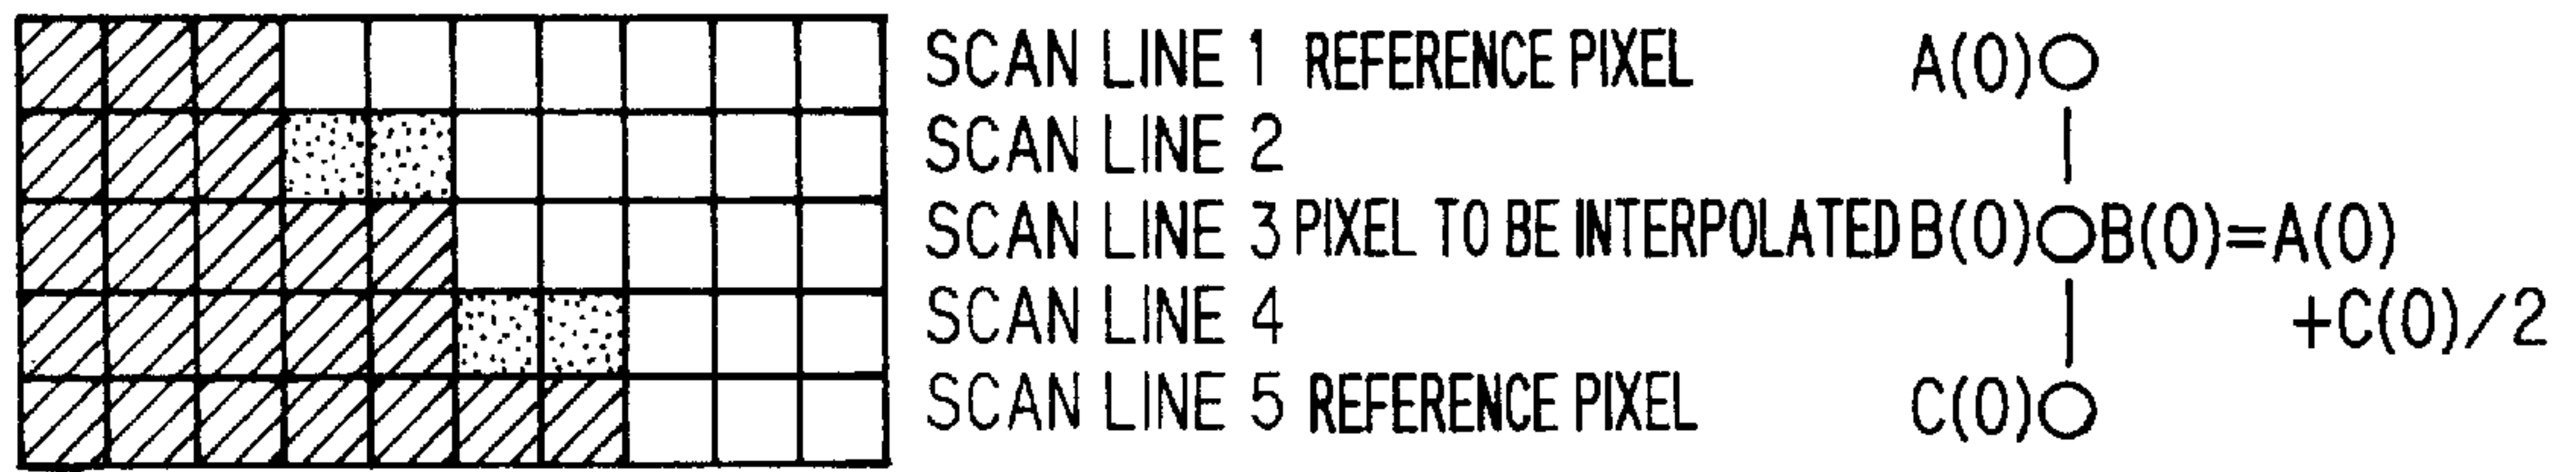 SCAN LINE 1 REFERENCE PIXEL A(0)
SCAN LINE 2
SCAN LINE 3 PIXEL TO BE INTERPOLATED B(0) B(0)=A(0)
SCAN LINE 4 +C(0)/2
SCAN LINE 5 REFERENCE PIXEL C(0)